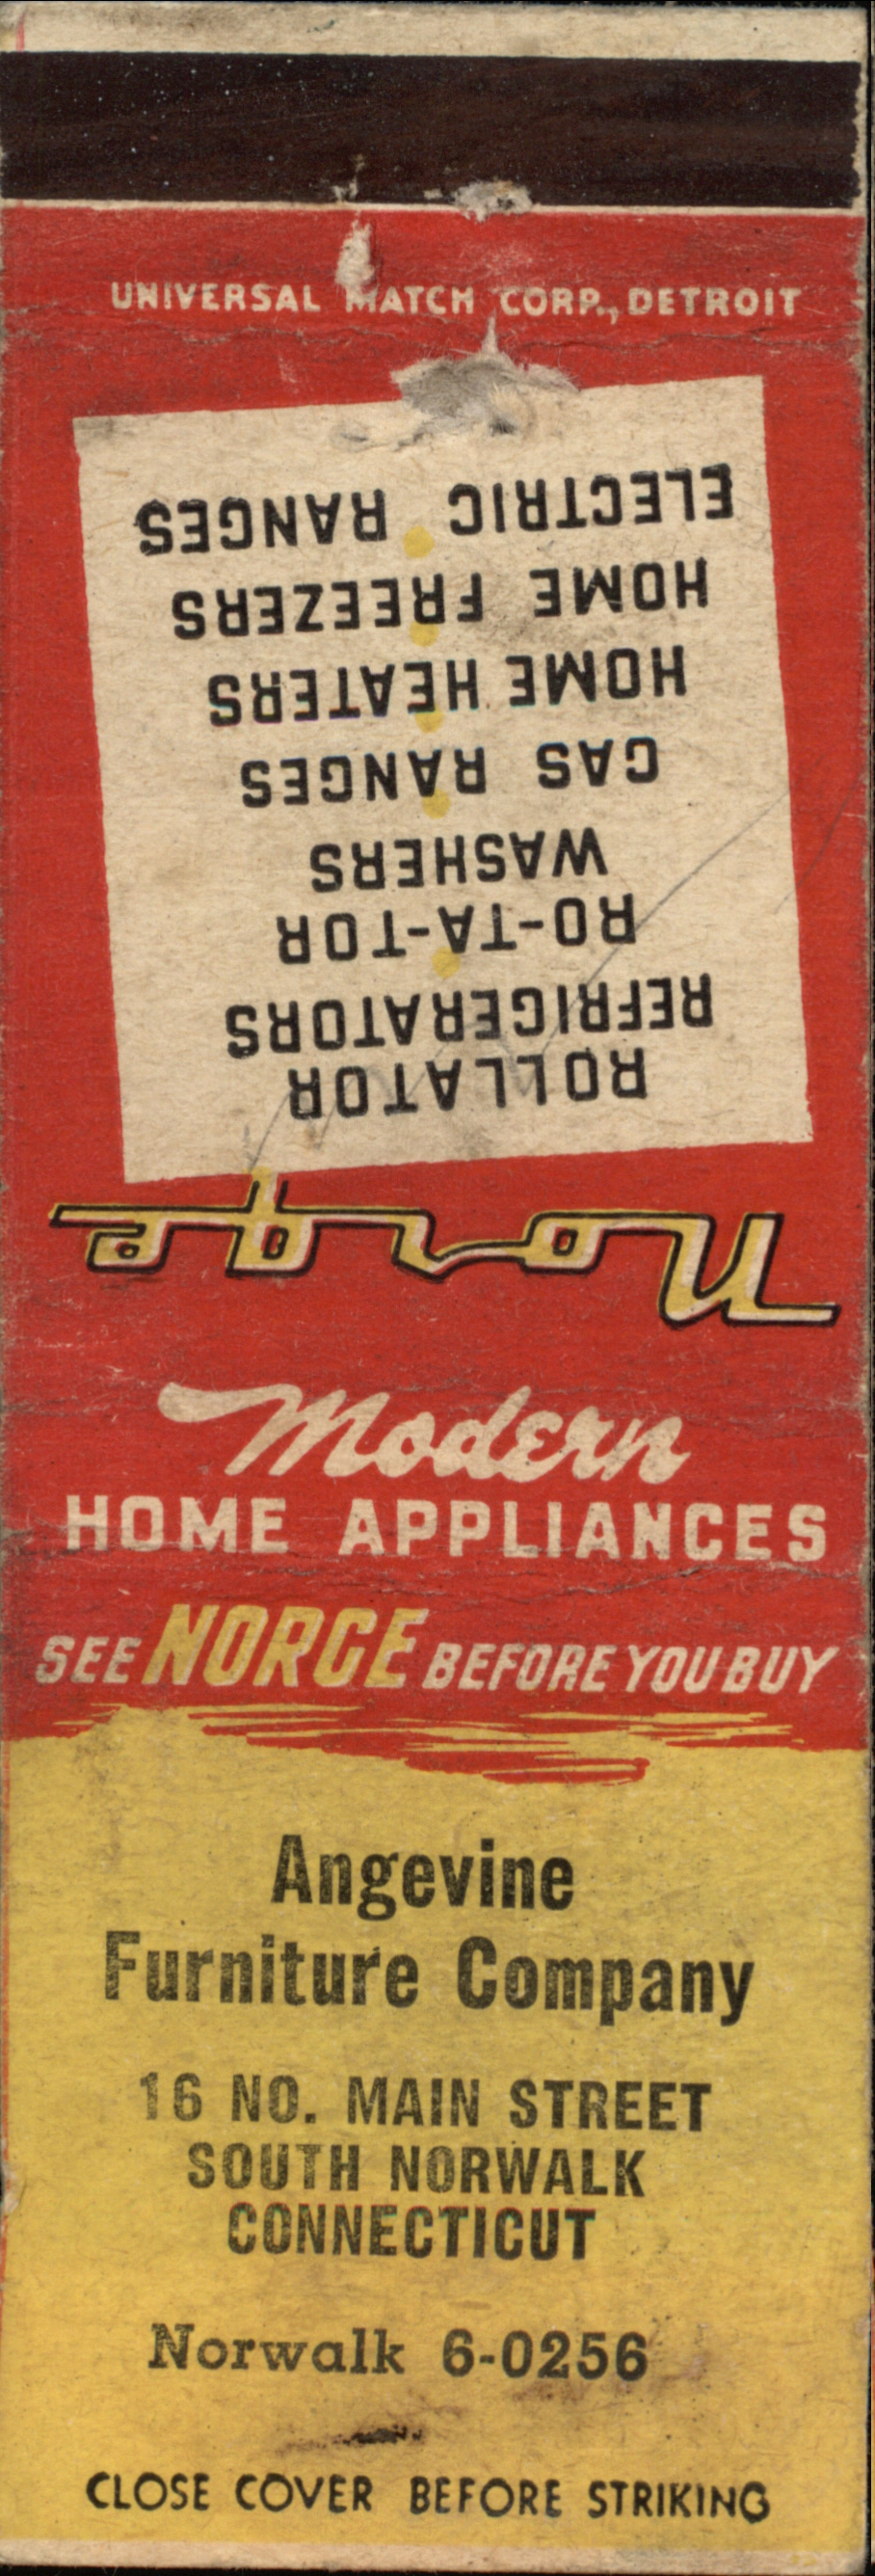 UNIVERSAL MATCH CORP., DETROIT
Norge
ROLLATOR
REFRIGERATORS
RO-TA-TOR
WASHERS
GAS RANGES
HOME HEATERS
HOME FREEZERS
ELECTRIC RANGES
Modern
HOME APPLIANCES
SEE NORGE BEFORE YOU BUY
Angevine
Furniture Company
16 NO. MAIN STREET
SOUTH NORWALK
CONNECTICUT
Norwalk 6-0256
CLOSE COVER BEFORE STRIKING